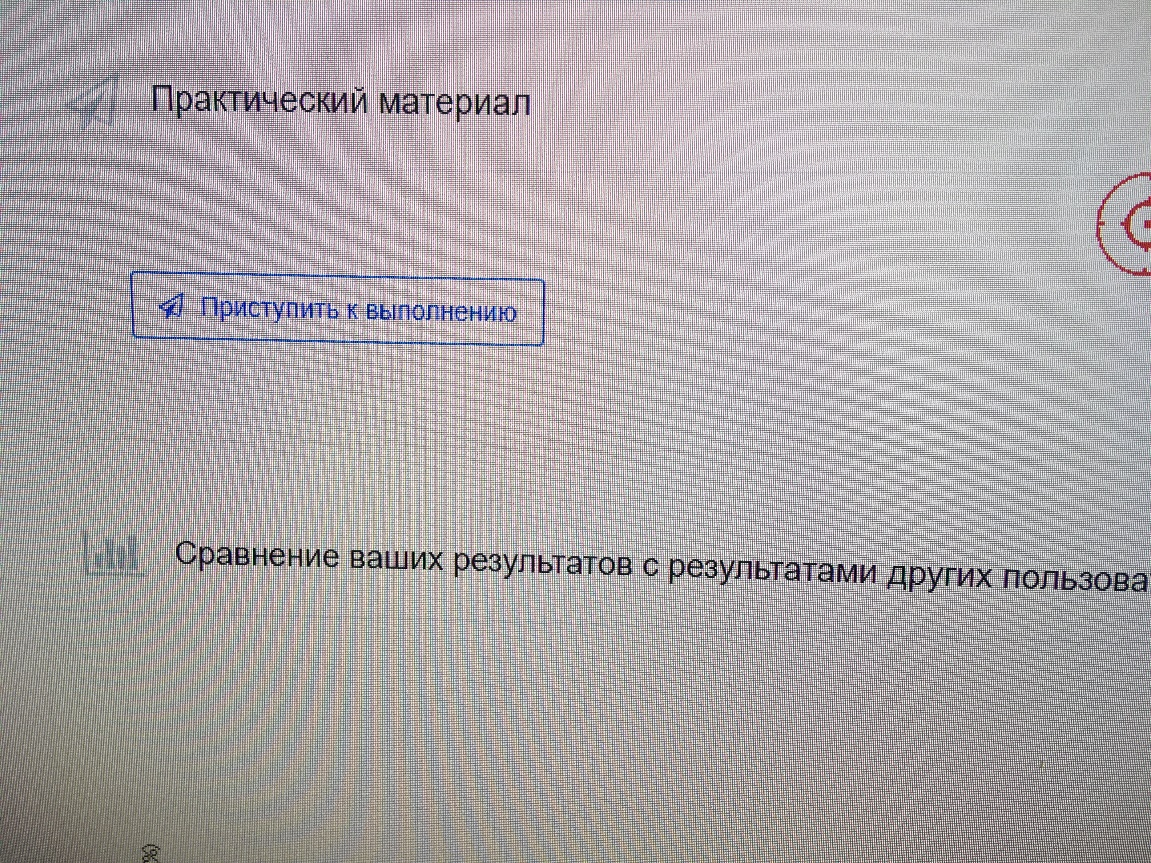 Практический материал
Приступить к выполнению
Сравнение ваших результатов с результатами других пользова